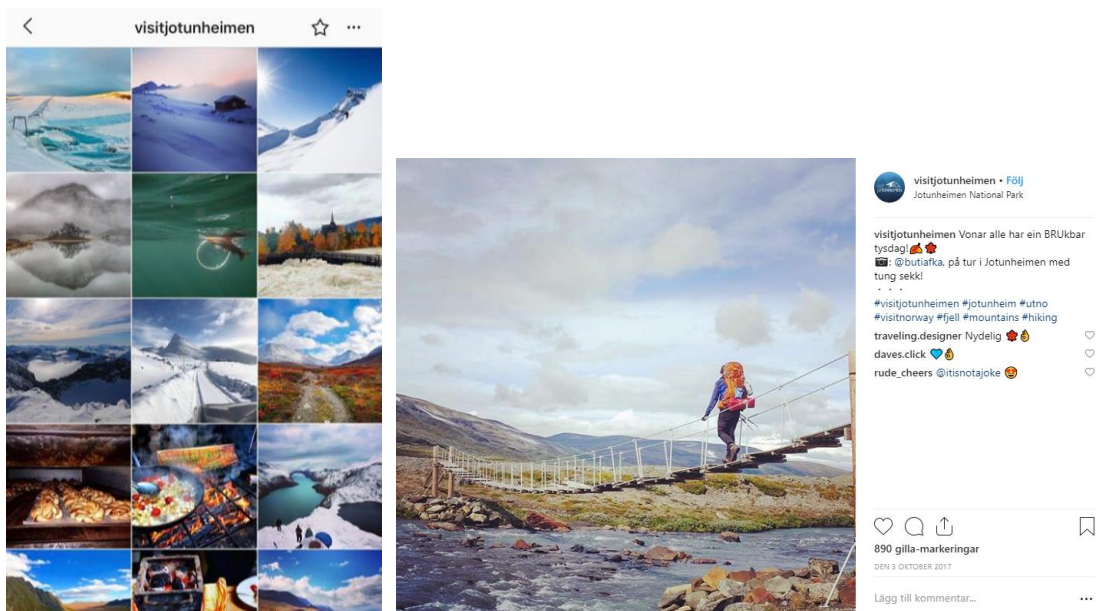 visitjotunheimen
visitjotunheimen • Följ
Jotunheimen National Park
visitjotunheimen Vonar alle har ein BRUkbar
tysdag!
: @butiafka, på tur i Jotunheimen med
tung sekk!
. . .
#visitjotunheimen #jotunheim #utno
#visitnorway #fjell #mountains #hiking
traveling.designer Nydelig
daves.click
rude_cheers @itisnotajoke
890 gilla-markeringar
DEN 3 OKTOBER 2017
Lägg till kommentar...